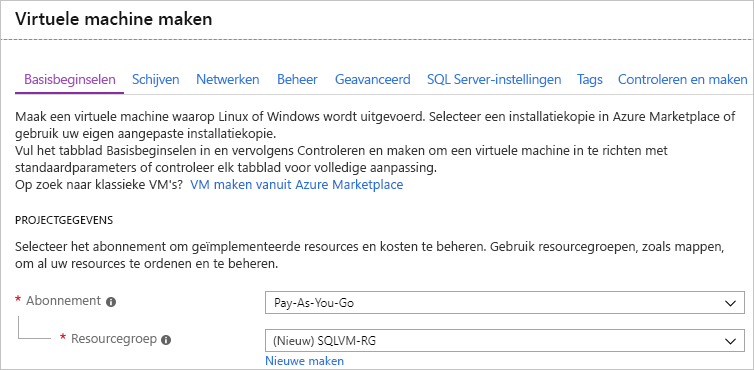 Virtuele machine maken
Basisbeginselen Schijven Netwerken Beheer Geavanceerd SQL Server-instellingen Tags Controleren en maken
Maak een virtuele machine waarop Linux of Windows wordt uitgevoerd. Selecteer een installatiekopie in Azure Marketplace of
gebruik uw eigen aangepaste installatiekopie.
Vul het tabblad Basisbeginselen in en vervolgens Controleren en maken om een virtuele machine in te richten met
standaardparameters of controleer elk tabblad voor volledige aanpassing.
Op zoek naar klassieke VM's? VM maken vanuit Azure Marketplace
PROJECTGEGEVENS
Selecteer het abonnement om geïmplementeerde resources en kosten te beheren. Gebruik resourcegroepen, zoals mappen,
om al uw resources te ordenen en te beheren.
* Abonnement Pay-As-You-Go
* Resourcegroep (Nieuw) SQLVM-RG
Nieuwe maken